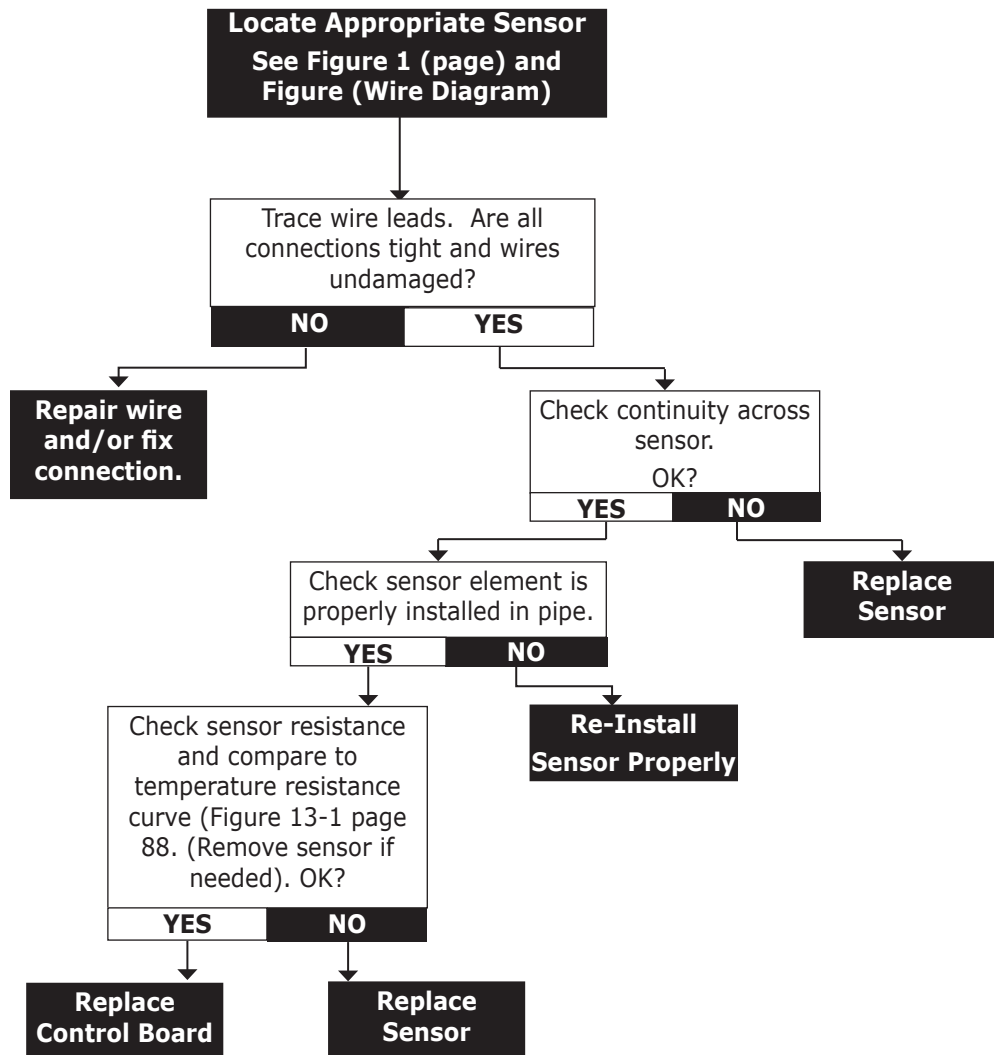 Locate Appropriate Sensor
See Figure 1 (page) and
Figure (Wire Diagram)
Trace wire leads. Are all
connections tight and wires
undamaged?
NO
YES
Repair wire
and/or fix
connection.
Check continuity across
sensor.
OK?
YES
NO
Check sensor element is
properly installed in pipe.
Replace
Sensor
YES
NO
Check sensor resistance
and compare to
temperature resistance
curve (Figure 13-1 page
88. (Remove sensor if
needed). OK?
Re-Install
Sensor Properly
YES
NO
Replace
Control Board
Replace
Sensor